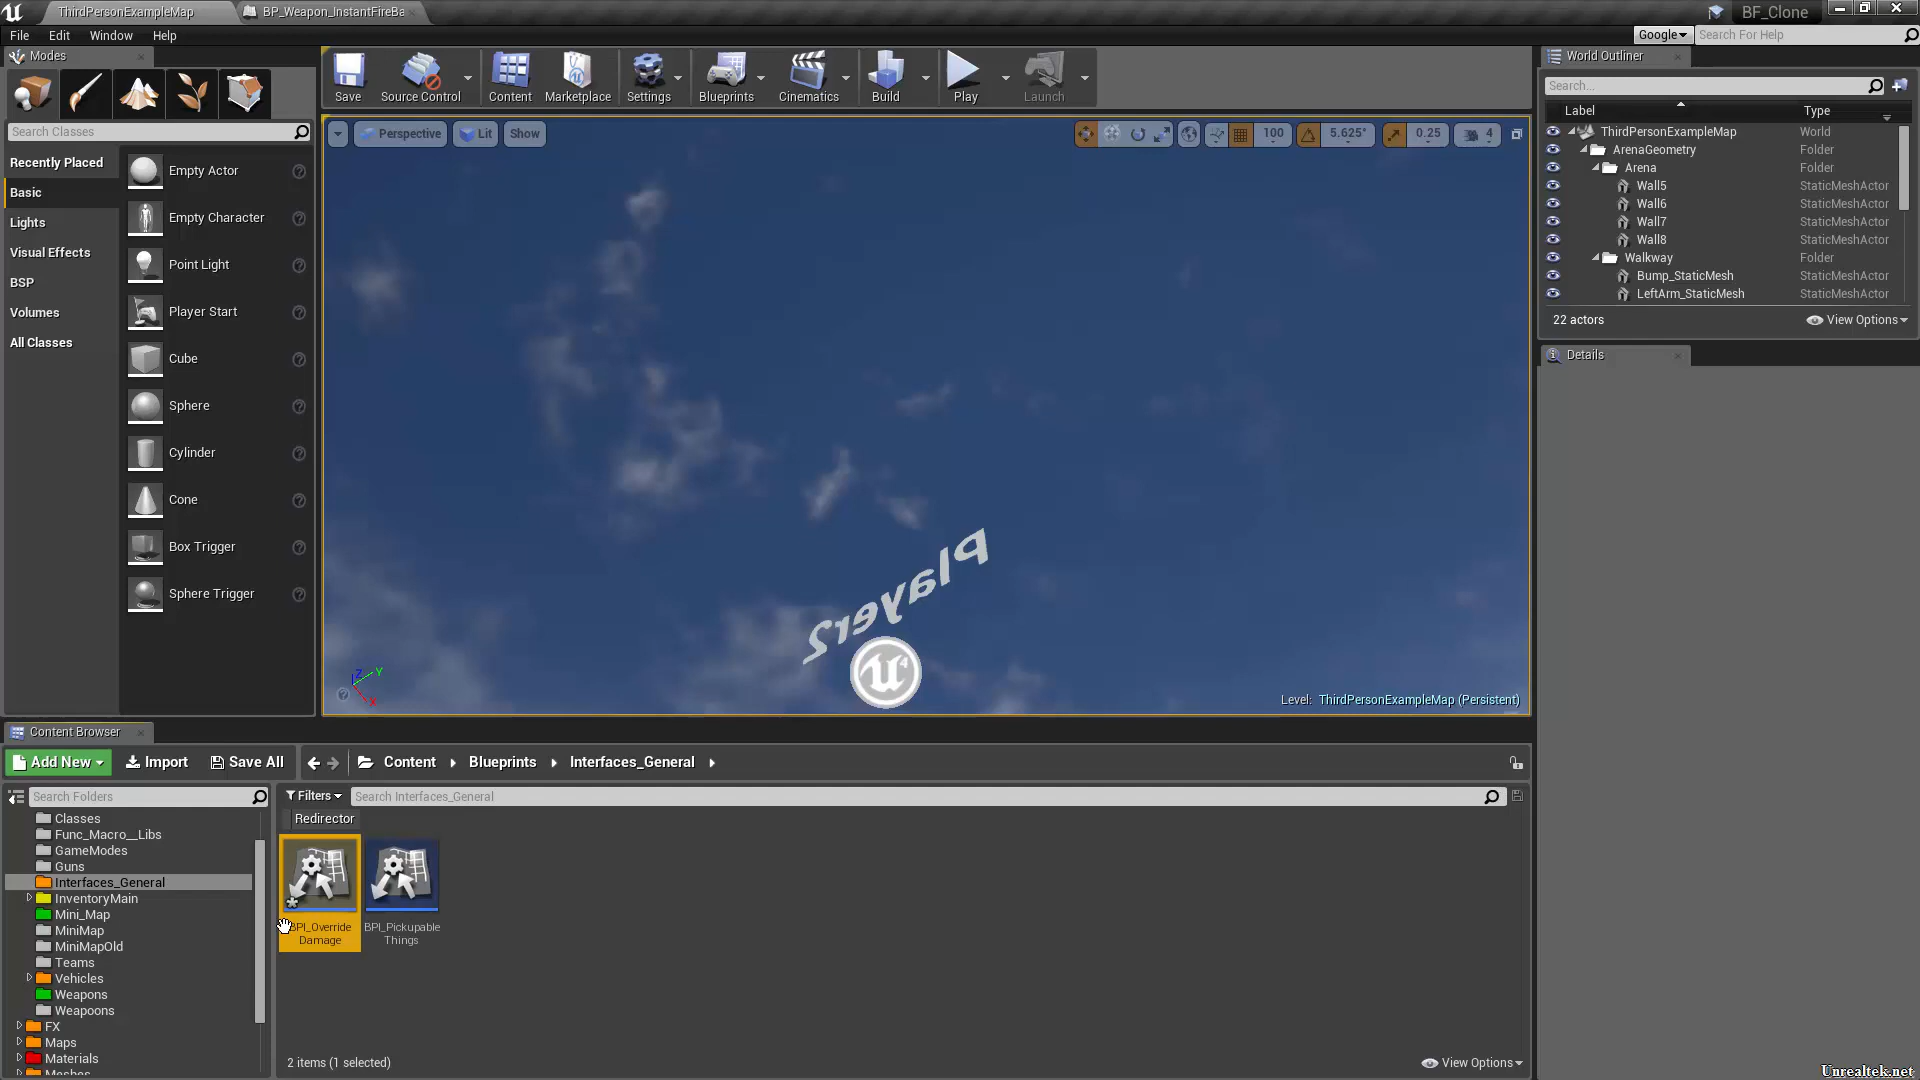 ThirdPersonExampleMap
BP_Weapon_InstantFireBa
BF_Clone
File Edit Window Help
Google
Search For Help
Modes
Save
Source Control
Content
Marketplace
Settings
Blueprints
Cinematics
Build
Play
Launch
Search Classes
Recently Placed
Basic
Lights
Visual Effects
BSP
Volumes
All Classes
Empty Actor
Empty Character
Point Light
Player Start
Cube
Sphere
Cylinder
Cone
Box Trigger
Sphere Trigger
Perspective
Lit
Show
100
5.625°
0.25
4
Player2
Level: ThirdPersonExampleMap (Persistent)
World Outliner
Search...
Label Type
ThirdPersonExampleMap World
ArenaGeometry Folder
Arena Folder
Wall5 StaticMeshActor
Wall6 StaticMeshActor
Wall7 StaticMeshActor
Wall8 StaticMeshActor
Walkway Folder
Bump_StaticMesh StaticMeshActor
LeftArm_StaticMesh StaticMeshActor
22 actors
View Options
Details
Content Browser
Add New
Import
Save All
Content
Blueprints
Interfaces_General
Search Folders
Classes
Func_Macro__Libs
GameModes
Guns
Interfaces_General
InventoryMain
Mini_Map
MiniMap
MiniMapOld
Teams
Vehicles
Weapons
Weapoons
FX
Maps
Materials
Meshes
Filters
Search Interfaces_General
Redirector
BPI_Override
Damage
BPI_Pickupable
Things
2 items (1 selected)
View Options
Unrealtek.net